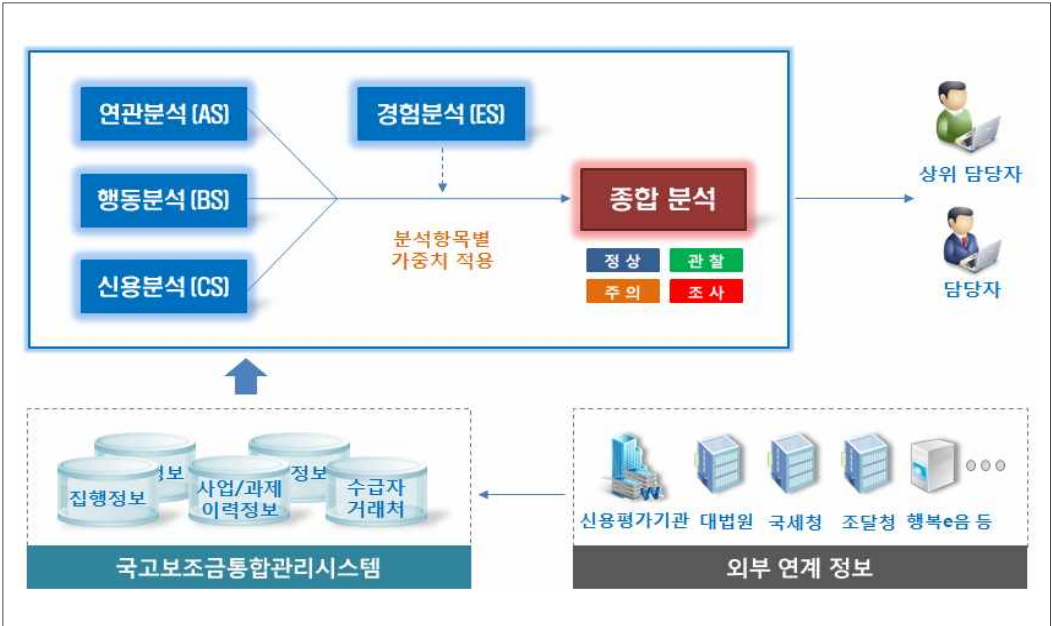 연관분석(AS)
경험분석(ES)
행동분석(BS)
종합 분석
신용분석(CS)
분석항목별
가중치 적용
정상
관찰
주의
조사
상위 담당자
담당자
집행정보
사업/과제
이력정보
정보
수급자
거래처
국고보조금통합관리시스템
신용평가기관
대법원
국세청
조달청
행복e음 등
외부 연계 정보